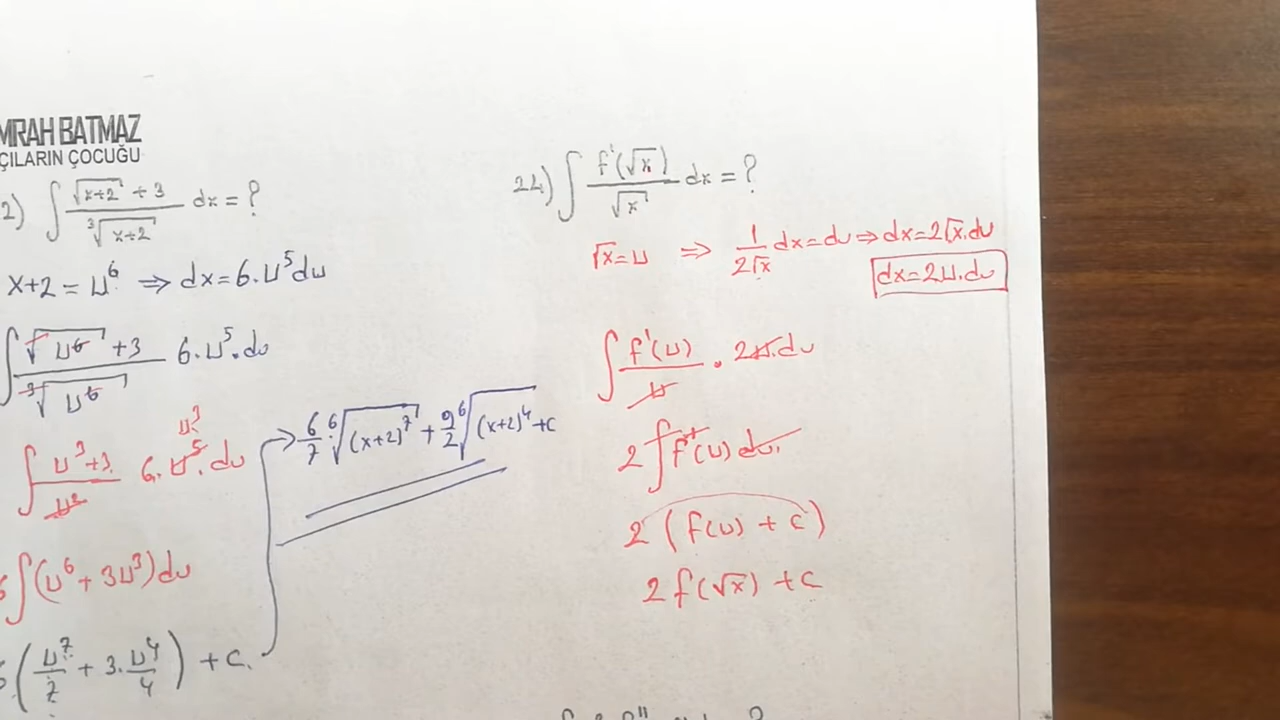 MRAH BATMAZ
ÇILARIN ÇOCUĞU
2) ∫ (√(x+2) + 3) / ∛(x+2) dx = ?
x+2 = u⁶ ⇒ dx = 6.u⁵du
∫ (√(u⁶) + 3) / ∛(u⁶) 6.u⁵.du
∫ (u³+3) / u² 6.u⁵.du u³
6∫(u⁶ + 3u³)du
6(u⁷/7 + 3.u⁴/4) + c.
→ 6/7 ⁶√((x+2)⁷) + 9/2 ⁶√((x+2)⁴) + c
24) ∫ f'(√x) / √x dx = ?
√x = u ⇒ 1/(2√x) dx = du ⇒ dx = 2√x.du
dx = 2u.du
∫ f'(u) / u . 2u.du
2∫f'(u)du
2(f(u) + c)
2f(√x) + c